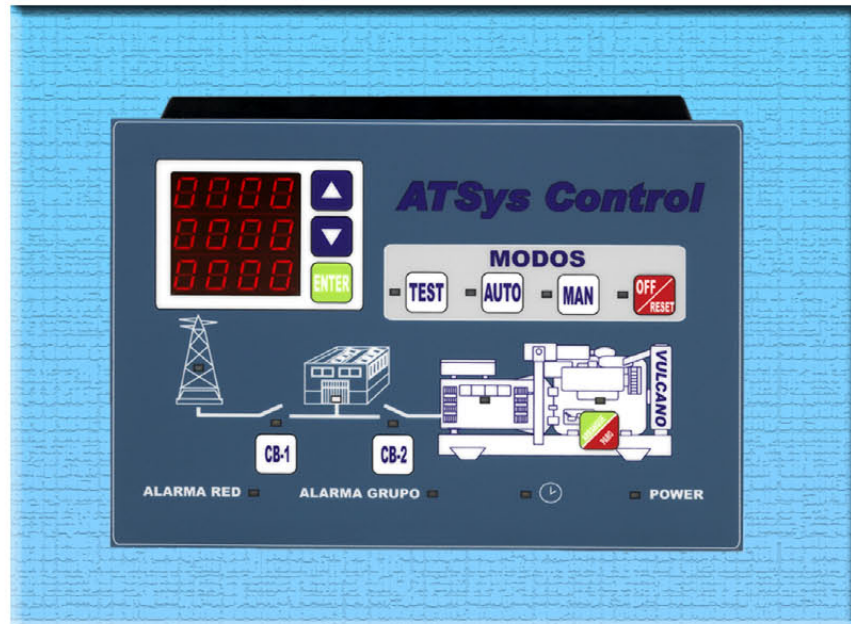 0000
0000
0000
ENTER
ATSys Control
MODOS
TEST
AUTO
MAN
OFF
RESET
VULCANO
PARO
CB-1
CB-2
ALARMA RED
ALARMA GRUPO
POWER